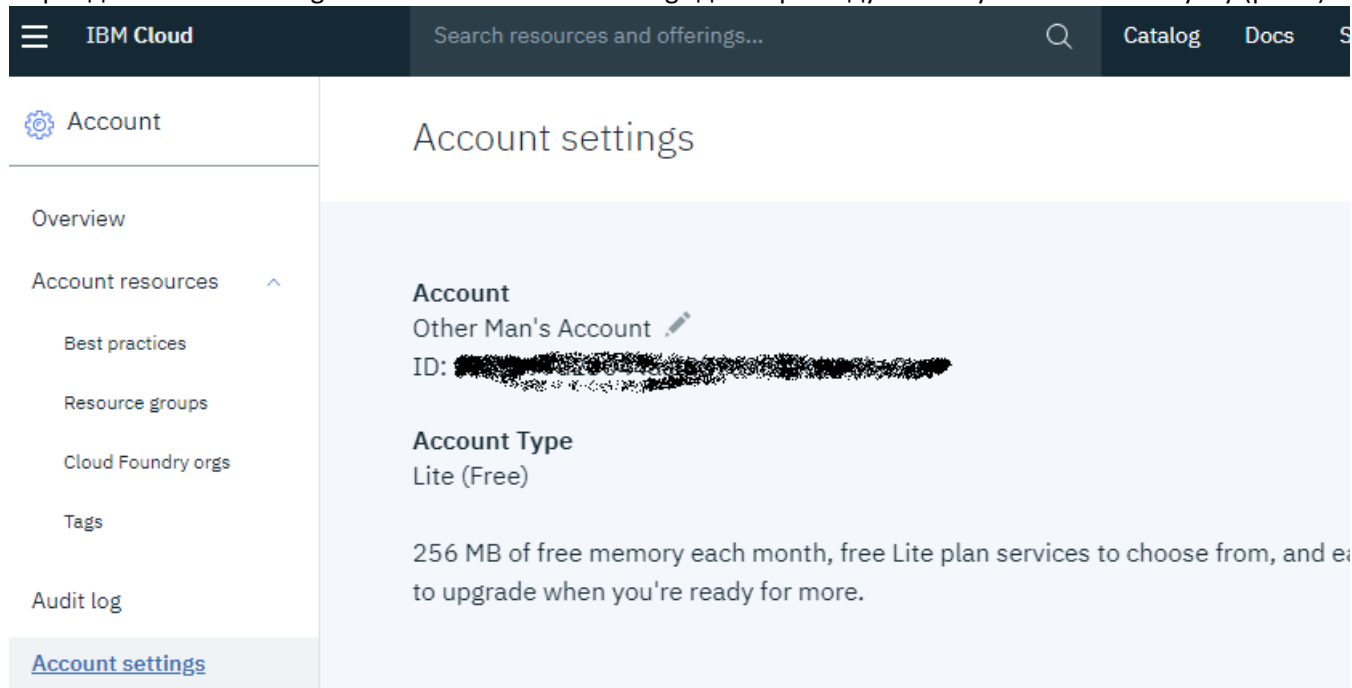 IBM Cloud
Search resources and offerings...
Catalog
Docs
Account
Overview
Account resources
Best practices
Resource groups
Cloud Foundry orgs
Tags
Audit log
Account settings
Account settings
Account
Other Man's Account
ID:
Account Type
Lite (Free)
256 MB of free memory each month, free Lite plan services to choose from, and
to upgrade when you're ready for more.